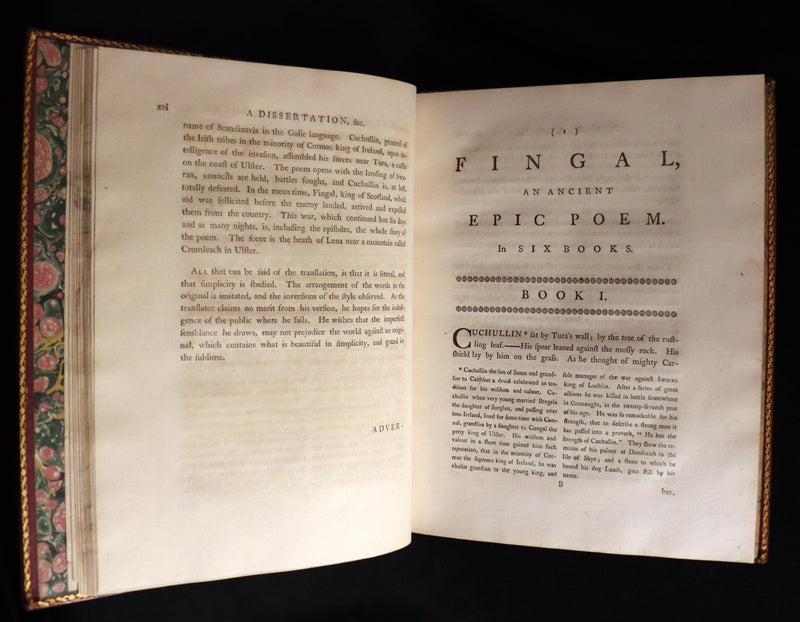 xvi
A DISSERTATION, &c.
name of Scandinavia in the Galic language. Cuchullin, general of
the Iriſh tribes in the minority of Cormac king of Ireland, upon in-
telligence of the invaſion, aſſembled his forces near Tura, a caſtle
on the coaſt of Ulſter. The poem opens with the landing of Swa-
ran, councils are held, battles fought, and Cuchullin is, at laſt,
totally defeated. In the mean time, Fingal, king of Scotland, whoſe
aid was ſollicited before the enemy landed, arrived and expelled
them from the country. This war, which continued but ſix days
and as many nights, is, including the epiſodes, the whole ſtory of
the poem. The ſcene is the heath of Lena near a mountain called
Cromleach in Ulſter.
ALL that can be ſaid of the tranſlation, is that it is literal, and
that ſimplicity is ſtudied. The arrangement of the words in the
original is imitated, and the inverſions of the ſtyle obſerved. As the
tranſlator claims no merit from his verſion, he hopes for the indul-
gence of the public where he fails. He wiſhes that the imperfect
ſemblance he draws, may not prejudice the world againſt an origi-
nal, which contains what is beautiful in ſimplicity, and grand in
the ſublime.
ADVER-
( 1 )
FINGAL,
AN ANCIENT
EPIC POEM.
In SIX BOOKS.
BOOK I.
CUCHULLIN * ſat by Tura's wall; by the tree of the ruſt-
ling leaf.——His ſpear leaned againſt the moſſy rock. His
ſhield lay by him on the graſs. As he thought of mighty Car-
* Cuchullin the ſon of Semo and grand-
ſon to Caithbat a druid celebrated in tra-
dition for his wiſdom and valour. Cu-
chullin when very young married Bragela
the daughter of Sorglan, and paſſing over
into Ireland, lived for ſome time with Con-
nal, grandſon by a daughter to Congal the
petty king of Ulſter. His wiſdom and
valour in a ſhort time gained him ſuch
reputation, that in the minority of Cor-
mac the ſupreme king of Ireland, he was
choſen guardian to the young king, and
ſole manager of the war againſt Swaran
king of Lochlin. After a ſeries of great
actions he was killed in battle ſomewhere
in Connaught, in the twenty-ſeventh year
of his age. He was ſo remarkable for his
ſtrength, that to deſcribe a ſtrong man it
has paſſed into a proverb, "He has the
ſtrength of Cuchullin." They ſhew the re-
mains of his palace at Dunſcaich in the
Iſle of Skye; and a ſtone to which he
bound his dog Luath, goes ſtill by his
name.
B
bar,